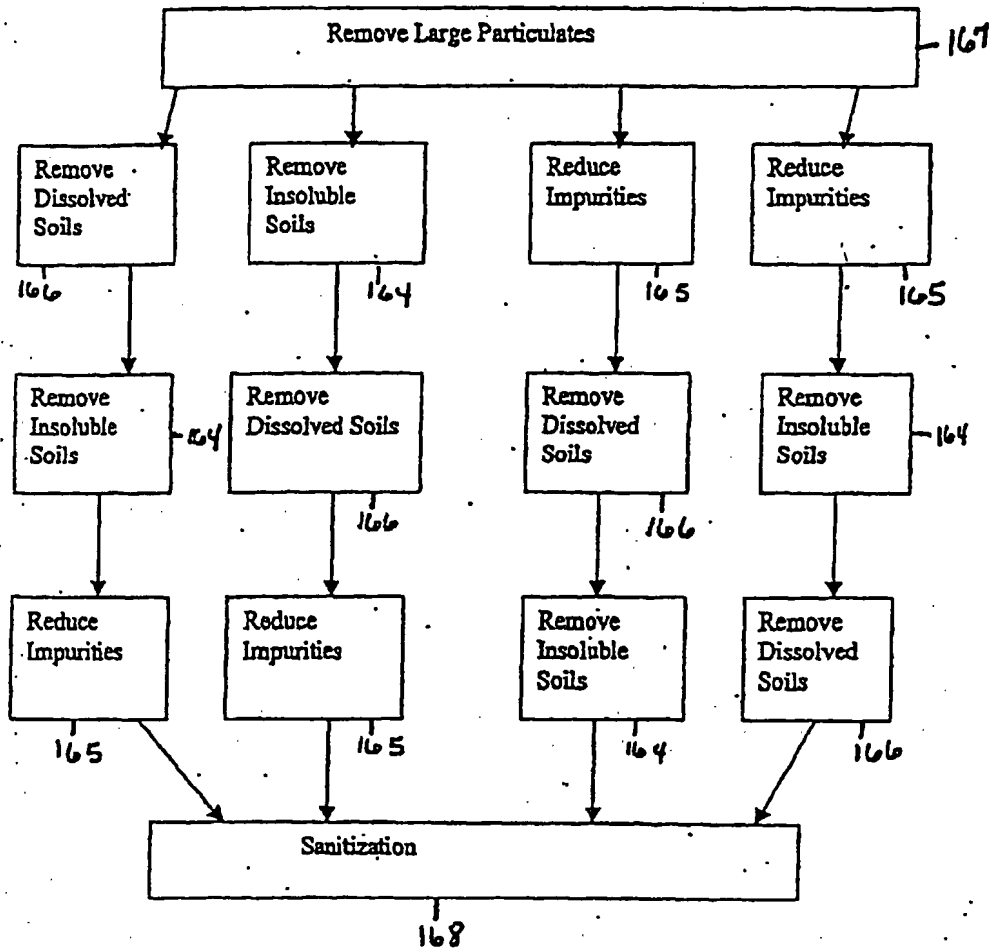 Remove Large Particulates
167
Remove
Dissolved
Soils
166
Remove
Insoluble
Soils
164
Reduce
Impurities
165
Reduce
Impurities
165
Remove
Insoluble
Soils
164
Remove
Dissolved Soils
166
Remove
Dissolved
Soils
166
Remove
Insoluble
Soils
164
Reduce
Impurities
165
Reduce
Impurities
165
Remove
Insoluble
Soils
164
Remove
Dissolved
Soils
166
Sanitization
168